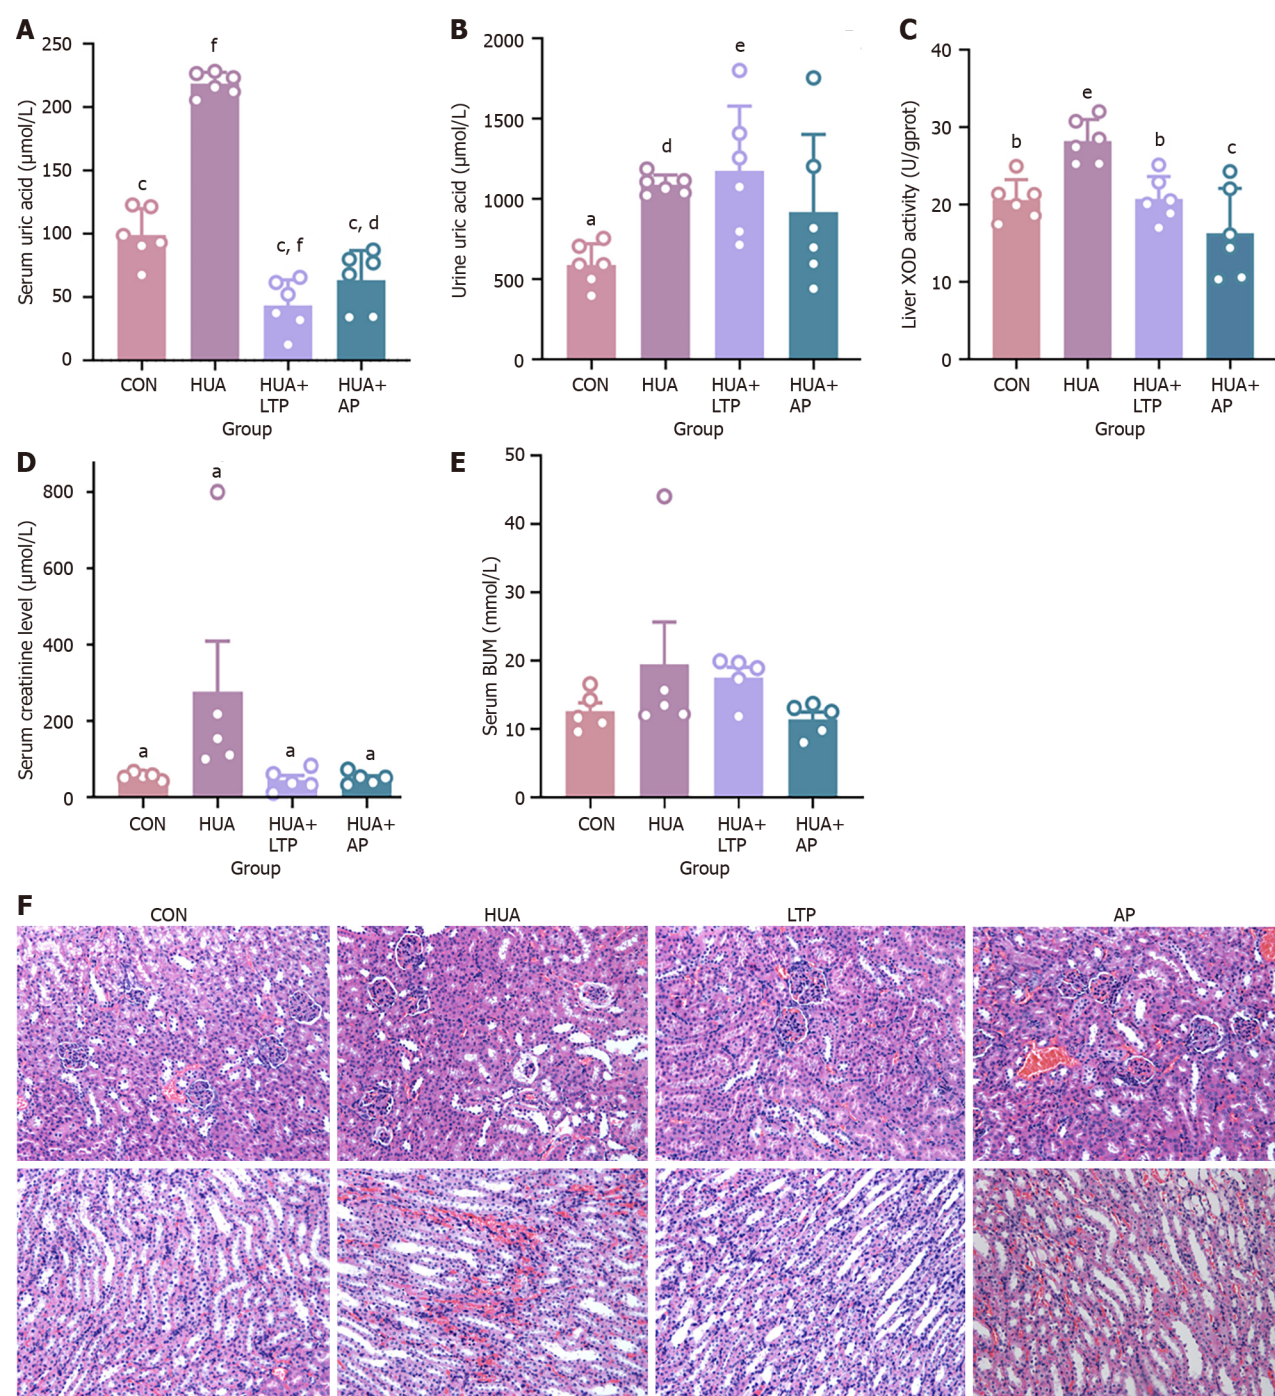 A
250
200
150
100
50
0
Serum uric acid (μmol/L)
c
f
c, f
c, d
CON
HUA
HUA+
LTP
HUA+
AP
Group
B
2000
1500
1000
500
0
Urine uric acid (μmol/L)
a
d
e
CON
HUA
HUA+
LTP
HUA+
AP
Group
C
40
30
20
10
0
Liver XOD activity (U/gprot)
b
e
b
c
CON
HUA
HUA+
LTP
HUA+
AP
Group
D
800
600
400
200
0
Serum creatinine level (μmol/L)
a
a
a
a
CON
HUA
HUA+
LTP
HUA+
AP
Group
E
50
40
30
20
10
0
Serum BUM (mmol/L)
CON
HUA
HUA+
LTP
HUA+
AP
F
CON
HUA
LTP
AP